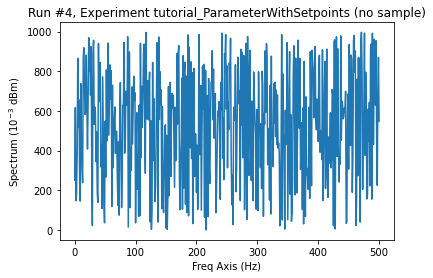 Run #4, Experiment tutorial_ParameterWithSetpoints (no sample)
1000
800
600
400
200
0
Spectrum (10⁻³ dBm)
0 100 200 300 400 500
Freq Axis (Hz)